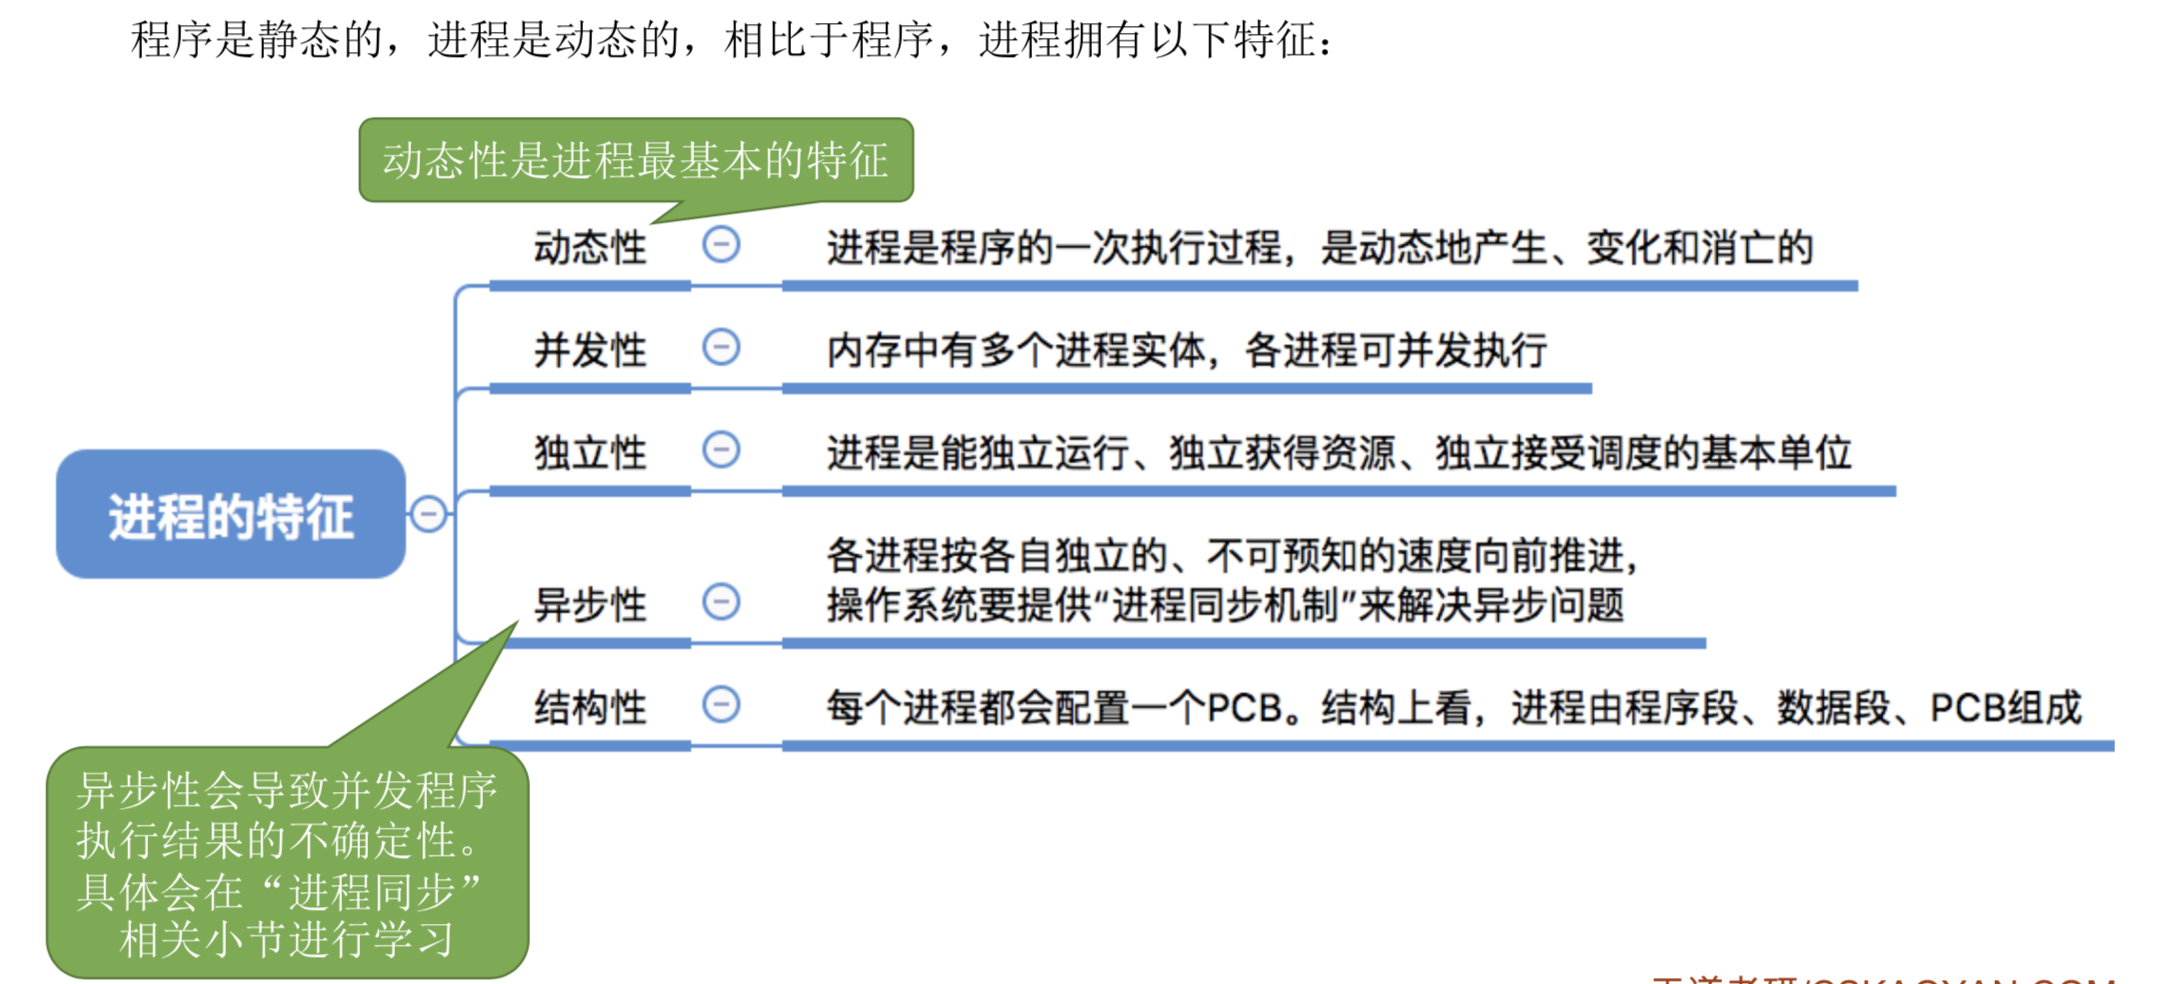 程序是静态的，进程是动态的，相比于程序，进程拥有以下特征：
动态性是进程最基本的特征
动态性
进程是程序的一次执行过程，是动态地产生、变化和消亡的
并发性
内存中有多个进程实体，各进程可并发执行
独立性
进程是能独立运行、独立获得资源、独立接受调度的基本单位
进程的特征
异步性
各进程按各自独立的、不可预知的速度向前推进，
操作系统要提供“进程同步机制”来解决异步问题
结构性
每个进程都会配置一个PCB。结构上看，进程由程序段、数据段、PCB组成
异步性会导致并发程序
执行结果的不确定性。
具体会在“进程同步”
相关小节进行学习
王道考研/CSKAOYAN.COM